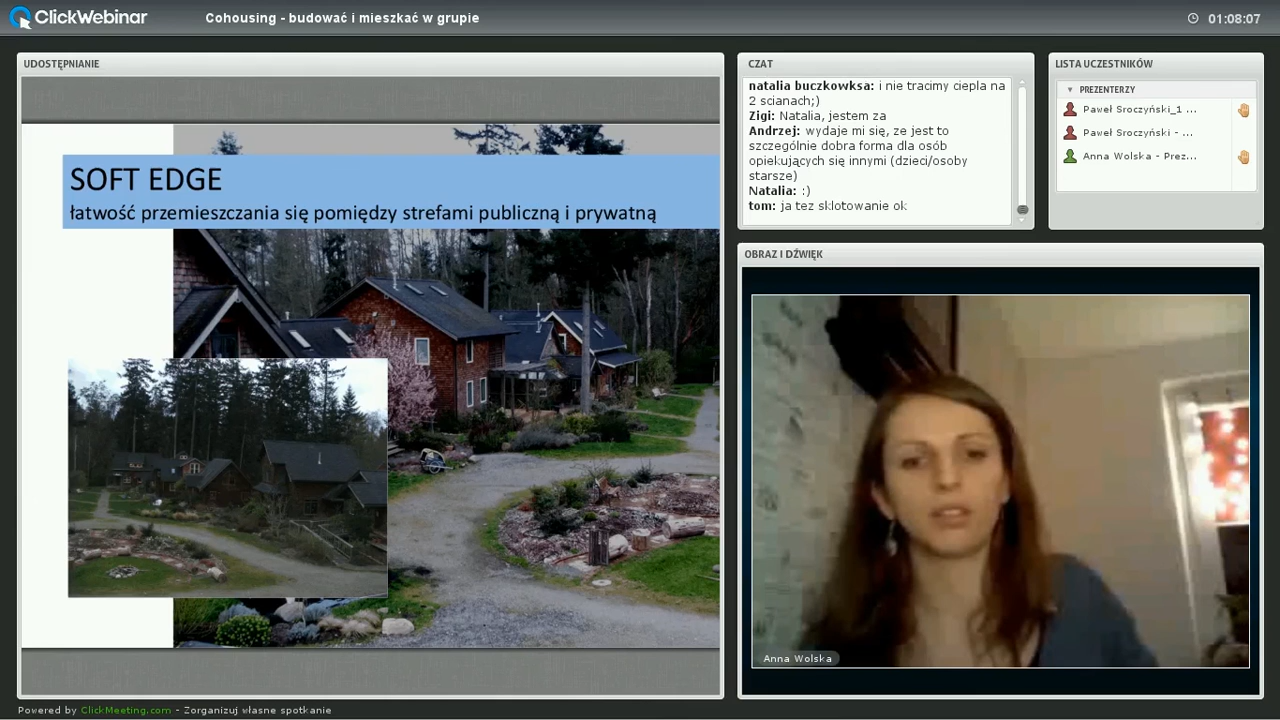 ClickWebinar
Cohousing - budować i mieszkać w grupie
01:08:07
UDOSTĘPNIANIE
SOFT EDGE
łatwość przemieszczania się pomiędzy strefami publiczną i prywatną
CZAT
natalia buczkowksa: i nie tracimy ciepla na
2 scianach;)
Zigi: Natalia, jestem za
Andrzej: wydaje mi się, ze jest to
szczególnie dobra forma dla osób
opiekujących się innymi (dzieci/osoby
starsze)
Natalia: :)
tom: ja tez sklotowanie ok
LISTA UCZESTNIKÓW
PREZENTERZY
Paweł Sroczyński_1 ...
Paweł Sroczyński - ...
Anna Wolska - Prez...
OBRAZ I DŹWIĘK
Anna Wolska
Powered by ClickMeeting.com - Zorganizuj własne spotkanie